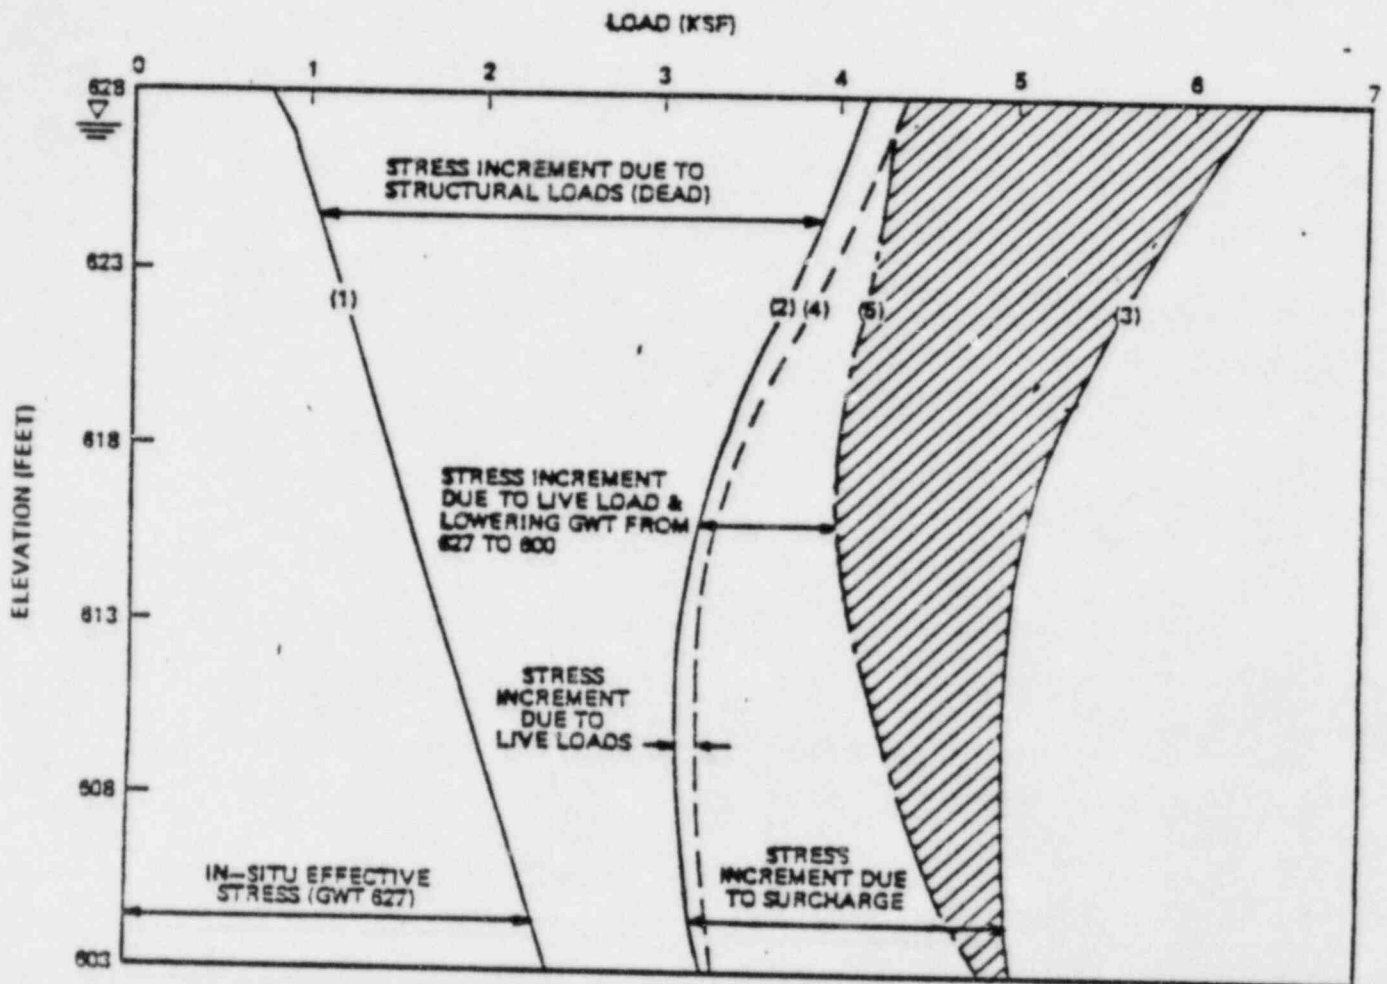 LOAD (KSF)
0 1 2 3 4 5 6 7
628
STRESS INCREMENT DUE TO
STRUCTURAL LOADS (DEAD)
623
(1)
(2) (4) (5) (3)
618
STRESS INCREMENT
DUE TO LIVE LOAD &
LOWERING GWT FROM
627 TO 600
ELEVATION (FEET)
613
STRESS
INCREMENT
DUE TO
LIVE LOADS
608
IN-SITU EFFECTIVE
STRESS (GWT 627)
STRESS
INCREMENT DUE
TO SURCHARGE
603